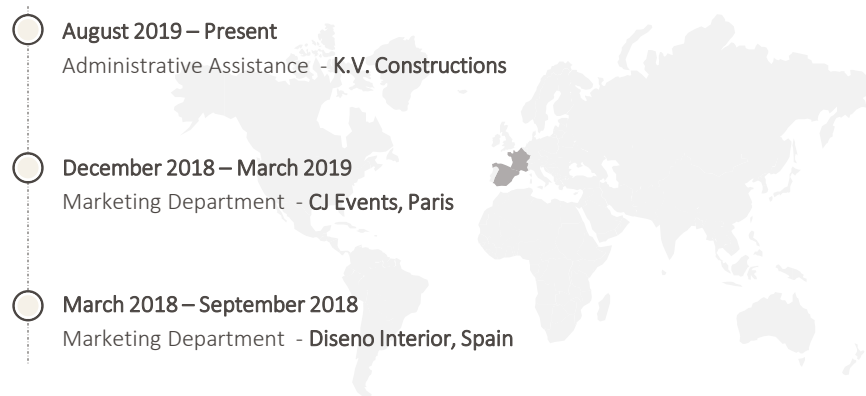 August 2019 – Present
Administrative Assistance - K.V. Constructions
December 2018 – March 2019
Marketing Department - CJ Events, Paris
March 2018 – September 2018
Marketing Department - Diseno Interior, Spain